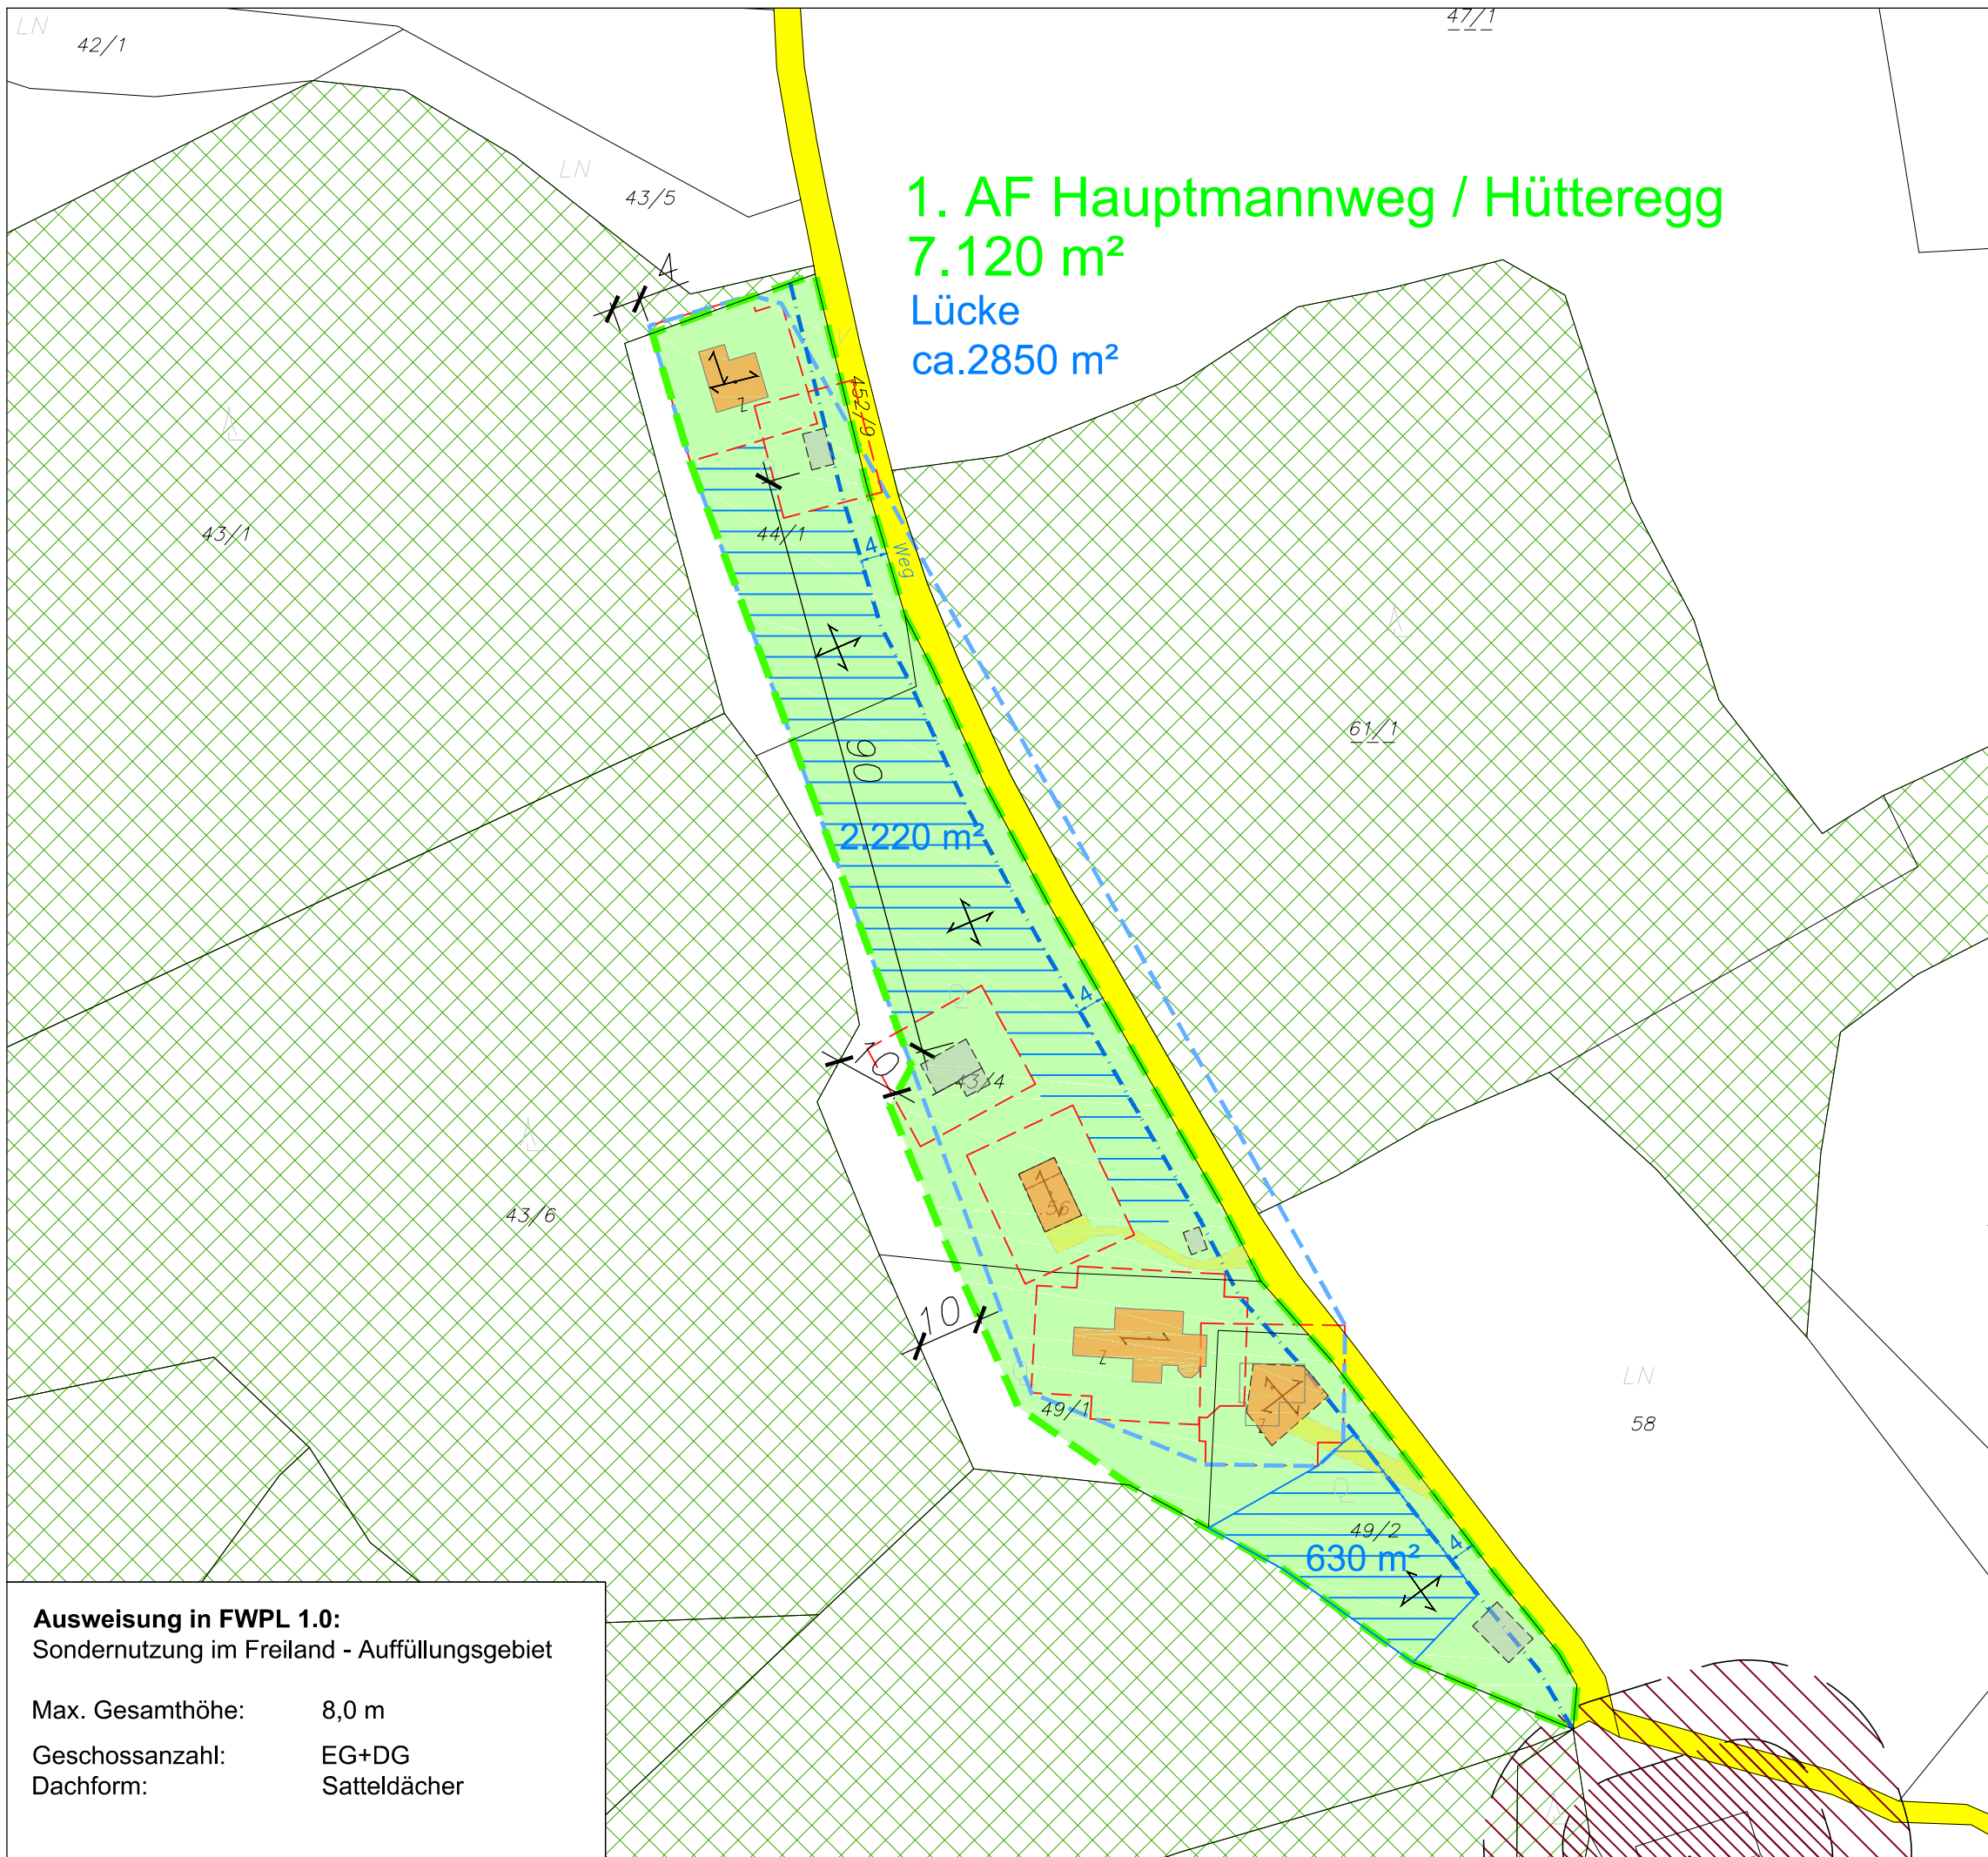 LN
42/1
47/1
LN
43/5
1. AF Hauptmannweg / Hütteregg
7.120 m²
Lücke
ca.2850 m²
4
452/9
43/1
44/1
4
Weg
61/1
90
2.220 m²
4
10
43/4
43/6
.56
10
LN
49/1
58
49/2
4
630 m²
Ausweisung in FWPL 1.0:
Sondernutzung im Freiland - Auffüllungsgebiet
Max. Gesamthöhe: 8,0 m
Geschossanzahl: EG+DG
Dachform: Satteldächer